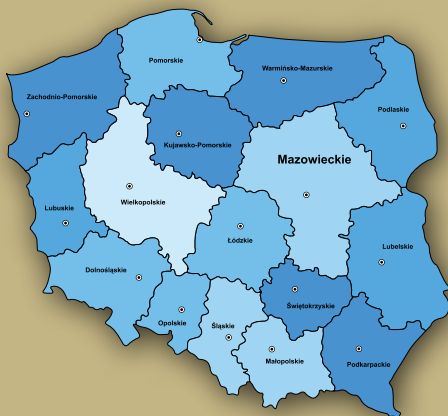 Pomorskie
Zachodnio-Pomorskie
Warmińsko-Mazurskie
Podlaskie
Kujawsko-Pomorskie
Mazowieckie
Wielkopolskie
Lubuskie
Łódzkie
Lubelskie
Dolnośląskie
Świętokrzyskie
Opolskie
Śląskie
Małopolskie
Podkarpackie